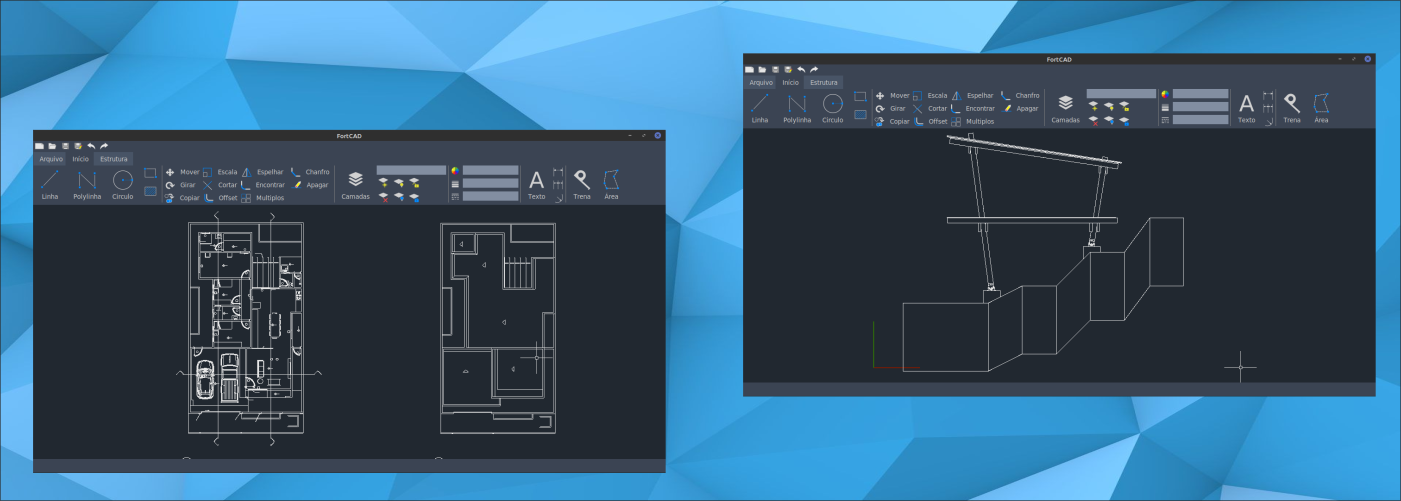 FortCAD
Arquivo Início Estrutura
Mover Escala Espelhar Chanfro
Girar Cortar Encontrar Apagar
Copiar Offset Multiplos
Linha Polylinha Circulo Camadas Texto Trena Área
FortCAD
Arquivo Início Estrutura
Mover Escala Espelhar Chanfro
Girar Cortar Encontrar Apagar
Copiar Offset Multiplos
Linha Polylinha Circulo Camadas Texto Trena Área